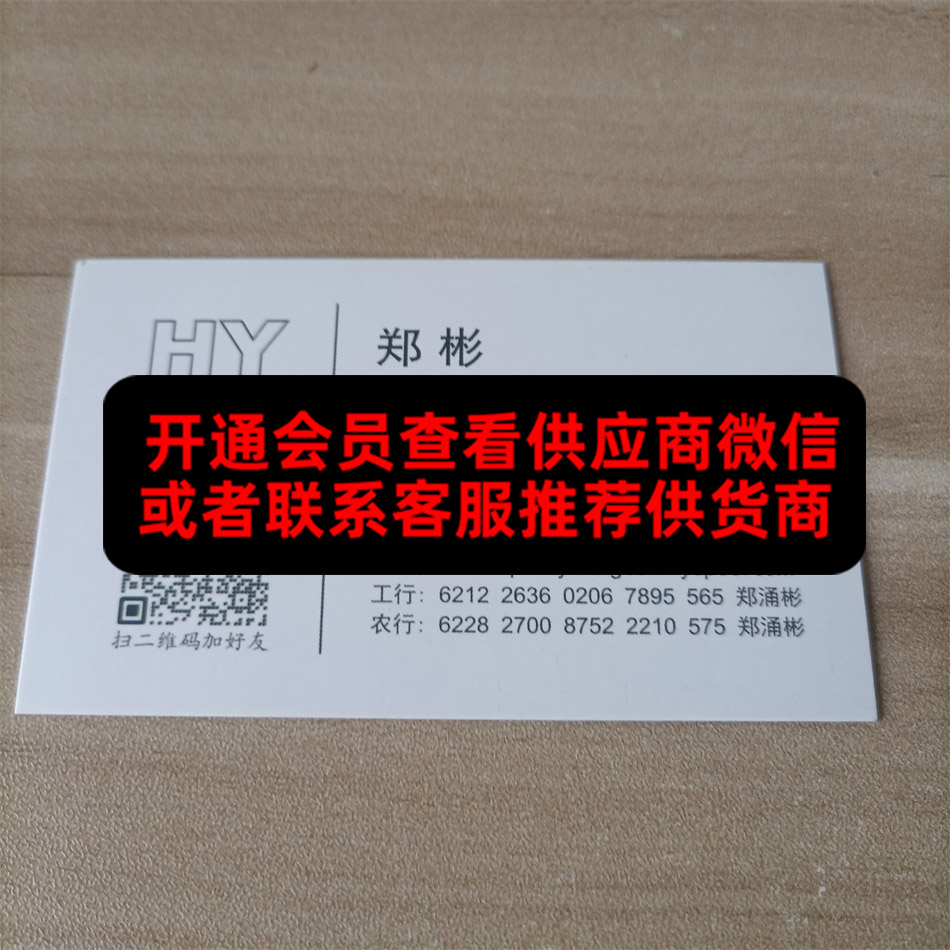 HY
郑彬
开通会员查看供应商微信
或者联系客服推荐供货商
工行：6212 2636 0206 7895 565 郑涌彬
农行：6228 2700 8752 2210 575 郑涌彬
扫二维码加好友